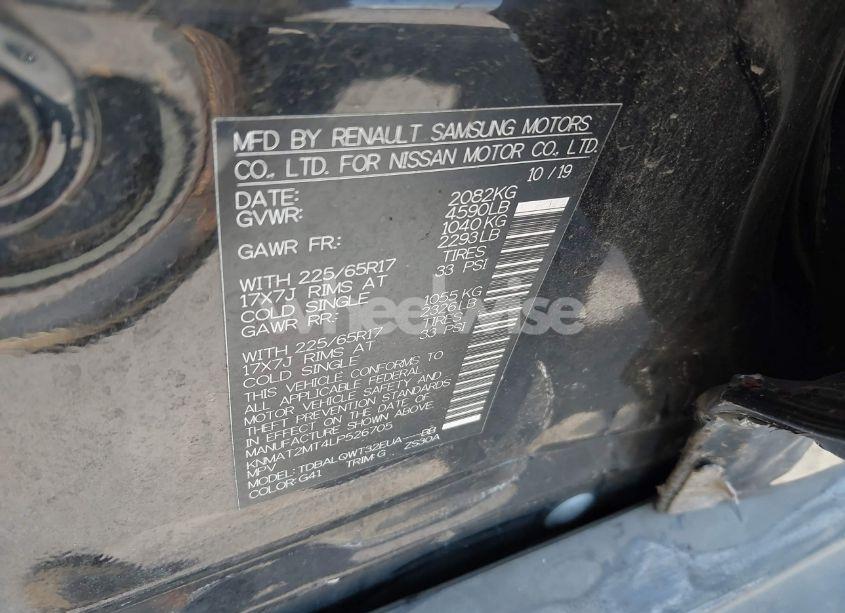 MFD BY RENAULT SAMSUNG MOTORS
CO., LTD. FOR NISSAN MOTOR CO., LTD.
DATE: 10/19
GVWR: 2082KG
4590LB
GAWR FR: 1040KG
2293LB
WITH 225/65R17 TIRES
17X7J RIMS AT 33 PSI
COLD SINGLE
GAWR RR: 1055 KG
2326LB
WITH 225/65R17 TIRES
17X7J RIMS AT 33 PSI
COLD SINGLE
THIS VEHICLE CONFORMS TO
ALL APPLICABLE FEDERAL
MOTOR VEHICLE SAFETY AND
THEFT PREVENTION STANDARDS
IN EFFECT ON THE DATE OF
MANUFACTURE SHOWN ABOVE.
KNMAT2MT4LP526705
MPV
MODEL: TDBALQWT32EUA---BB
COLOR: G41 TRIM: G ZS30A
wheelwise